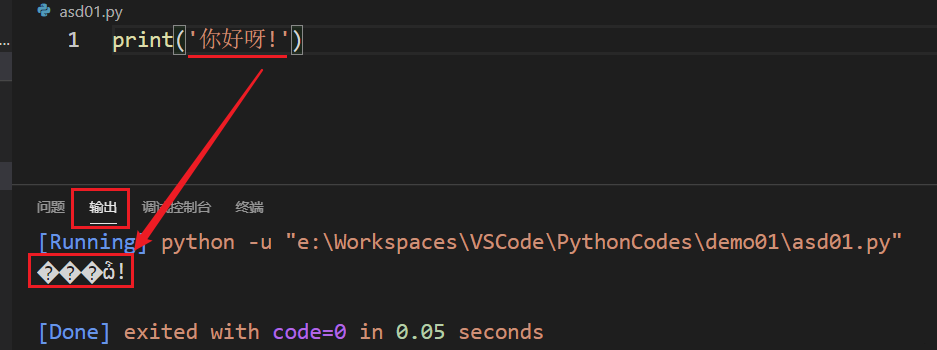 asd01.py
1 print('你好呀!')
问题 输出 调试控制台 终端
[Running] python -u "e:\Workspaces\VSCode\PythonCodes\demo01\asd01.py"
���ѽ!
[Done] exited with code=0 in 0.05 seconds